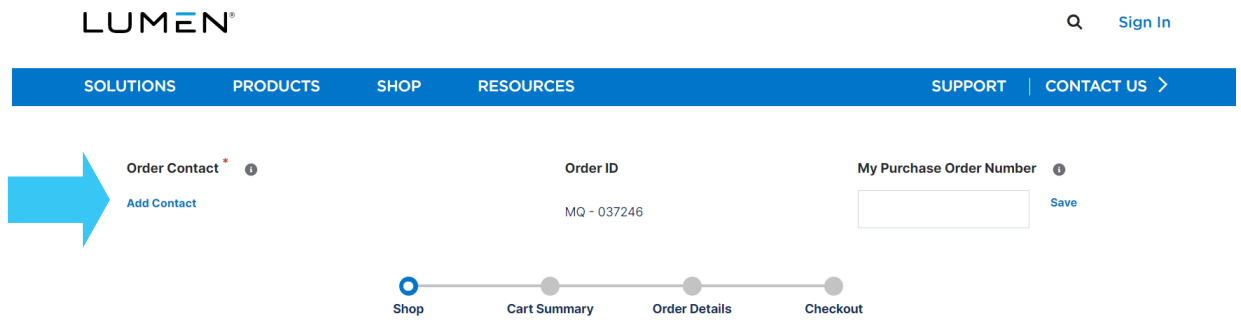 LUMEN®
Sign In
SOLUTIONS PRODUCTS SHOP RESOURCES SUPPORT CONTACT US
Order Contact * Order ID My Purchase Order Number
Add Contact MQ - 037246 Save
Shop Cart Summary Order Details Checkout